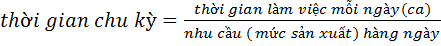 thời gian chu kỳ = thời gian làm việc mỗi ngày(ca) / nhu cầu ( mức sản xuất) hàng ngày